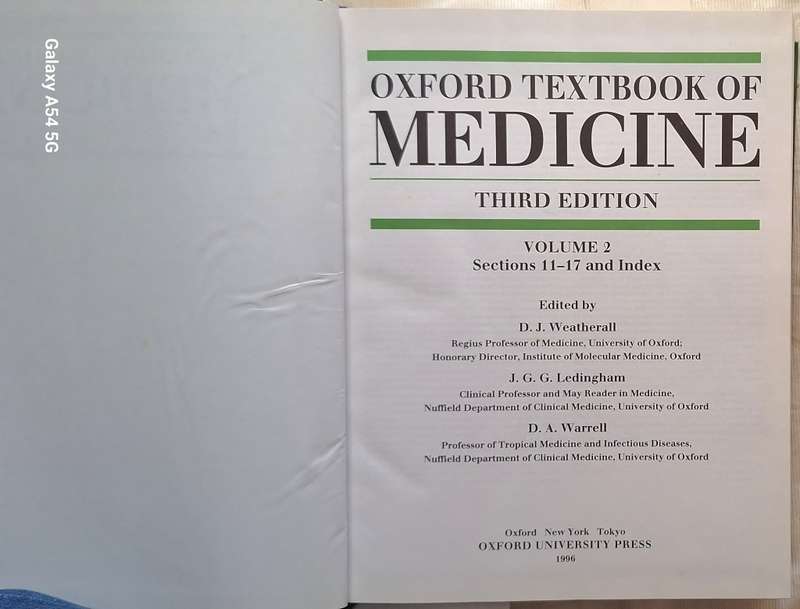 Galaxy A54 5G
OXFORD TEXTBOOK OF
MEDICINE
THIRD EDITION
VOLUME 2
Sections 11–17 and Index
Edited by
D. J. Weatherall
Regius Professor of Medicine, University of Oxford;
Honorary Director, Institute of Molecular Medicine, Oxford
J. G. G. Ledingham
Clinical Professor and May Reader in Medicine,
Nuffield Department of Clinical Medicine, University of Oxford
D. A. Warrell
Professor of Tropical Medicine and Infectious Diseases,
Nuffield Department of Clinical Medicine, University of Oxford
Oxford New York Tokyo
OXFORD UNIVERSITY PRESS
1996